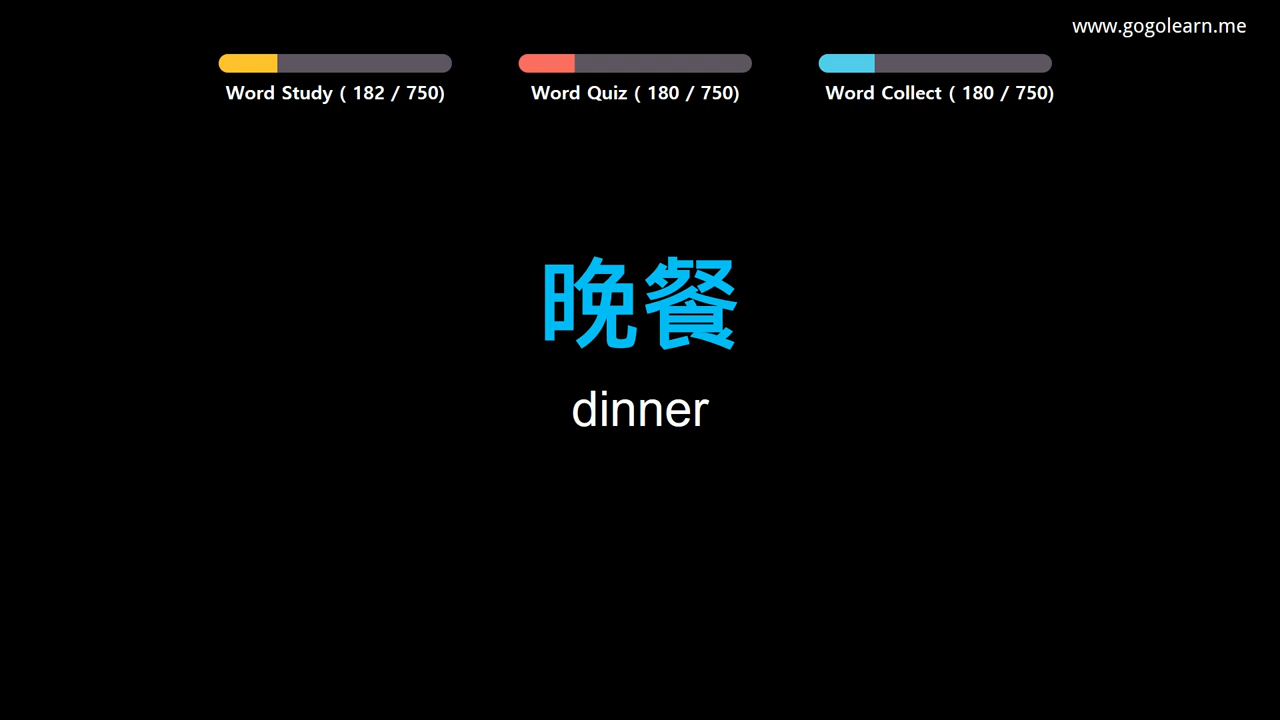 www.gogolearn.me
Word Study ( 182 / 750)
Word Quiz ( 180 / 750)
Word Collect ( 180 / 750)
晚餐
dinner